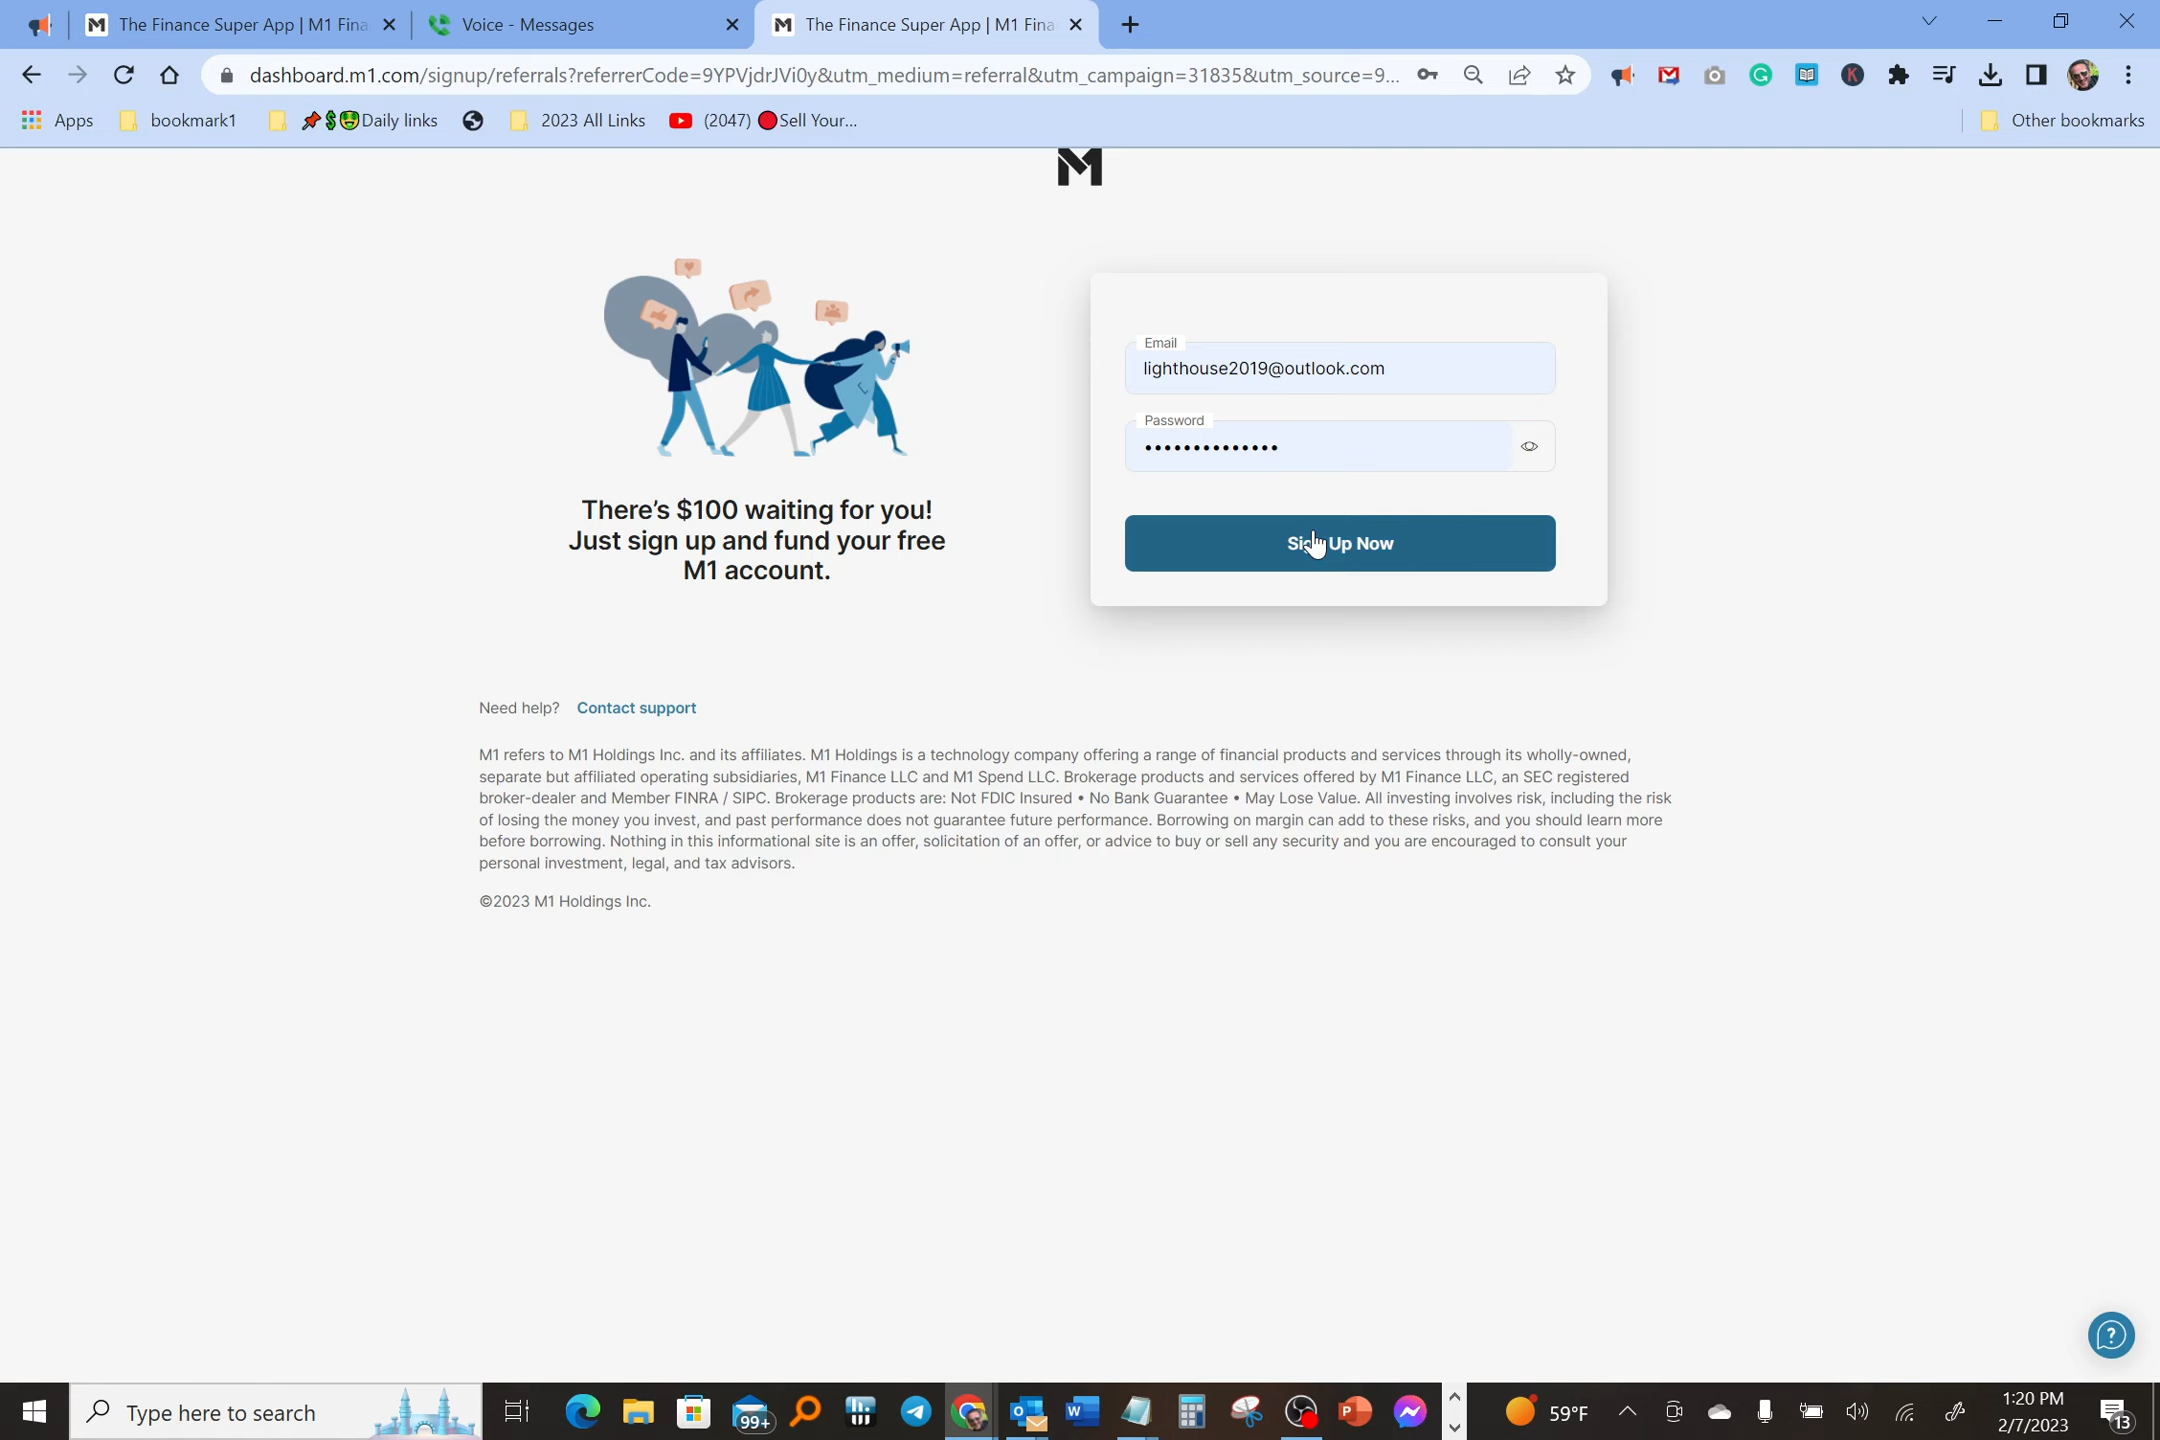 The Finance Super App | M1 Fina
Voice - Messages
The Finance Super App | M1 Fina
dashboard.m1.com/signup/referrals?referrerCode=9YPVjdrJVi0y&utm_medium=referral&utm_campaign=31835&utm_source=9...
Apps
bookmark1
Daily links
2023 All Links
(2047) 🔴Sell Your...
Other bookmarks
There's $100 waiting for you!
Just sign up and fund your free
M1 account.
Email
lighthouse2019@outlook.com
Password
Sign Up Now
Need help? Contact support
M1 refers to M1 Holdings Inc. and its affiliates. M1 Holdings is a technology company offering a range of financial products and services through its wholly-owned,
separate but affiliated operating subsidiaries, M1 Finance LLC and M1 Spend LLC. Brokerage products and services offered by M1 Finance LLC, an SEC registered
broker-dealer and Member FINRA / SIPC. Brokerage products are: Not FDIC Insured • No Bank Guarantee • May Lose Value. All investing involves risk, including the risk
of losing the money you invest, and past performance does not guarantee future performance. Borrowing on margin can add to these risks, and you should learn more
before borrowing. Nothing in this informational site is an offer, solicitation of an offer, or advice to buy or sell any security and you are encouraged to consult your
personal investment, legal, and tax advisors.
©2023 M1 Holdings Inc.
Type here to search
99+
59°F
1:20 PM
2/7/2023
13